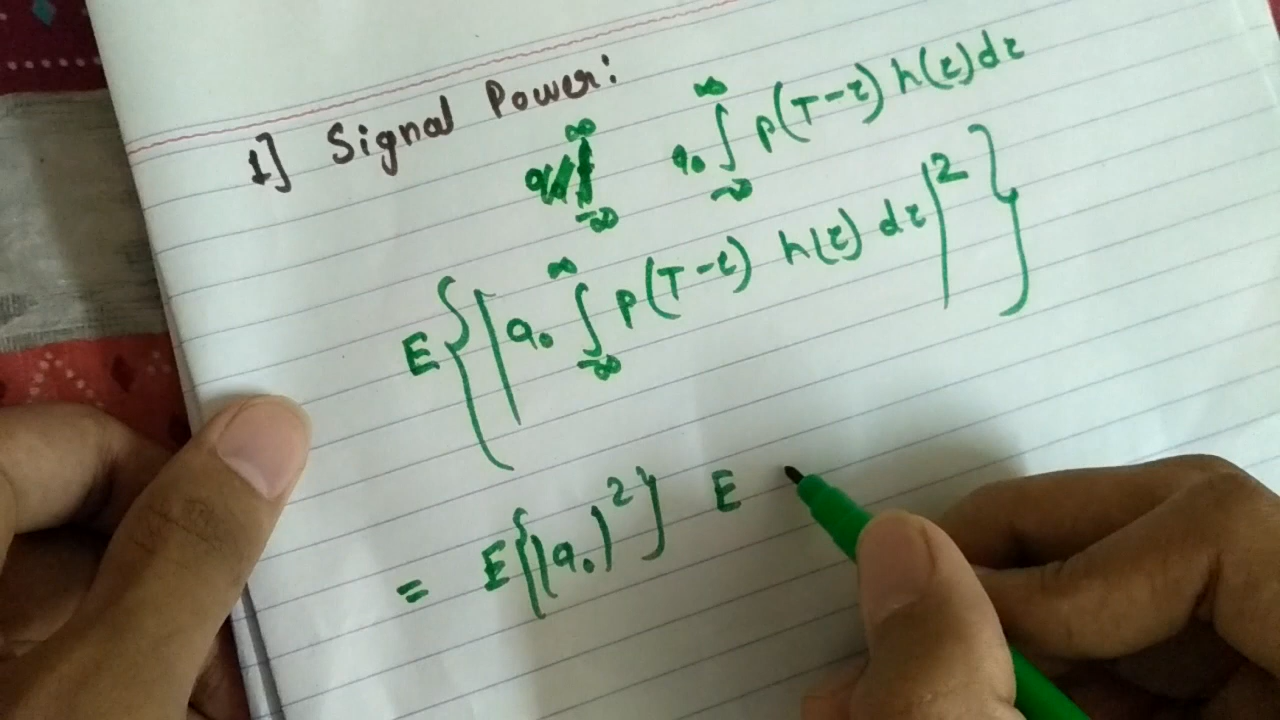 1] Signal Power:
a₀ ∫_{-∞}^{∞} p(T-τ) h(τ) dτ
E{|a₀ ∫_{-∞}^{∞} p(T-τ) h(τ) dτ|²}
= E{(a₀)²} E